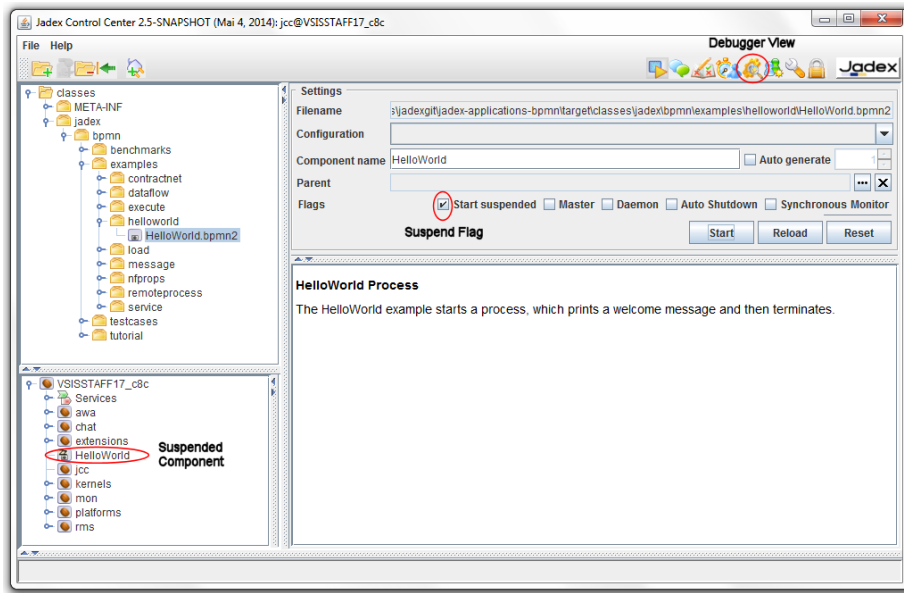 Jadex Control Center 2.5-SNAPSHOT (Mai 4, 2014): jcc@VSISSTAFF17_c8c
File Help
Debugger View
Jadex
classes
META-INF
jadex
bpmn
benchmarks
examples
contractnet
dataflow
execute
helloworld
HelloWorld.bpmn2
load
message
nfprops
remoteprocess
service
testcases
tutorial
Settings
Filename s\jadexgit\jadex-applications-bpmn\target\classes\jadex\bpmn\examples\helloworld\HelloWorld.bpmn2
Configuration
Component name HelloWorld Auto generate 1
Parent ...
Flags Start suspended Master Daemon Auto Shutdown Synchronous Monitor
Suspend Flag
Start Reload Reset
HelloWorld Process
The HelloWorld example starts a process, which prints a welcome message and then terminates.
VSISSTAFF17_c8c
Services
awa
chat
extensions
HelloWorld
jcc
kernels
mon
platforms
rms
Suspended
Component